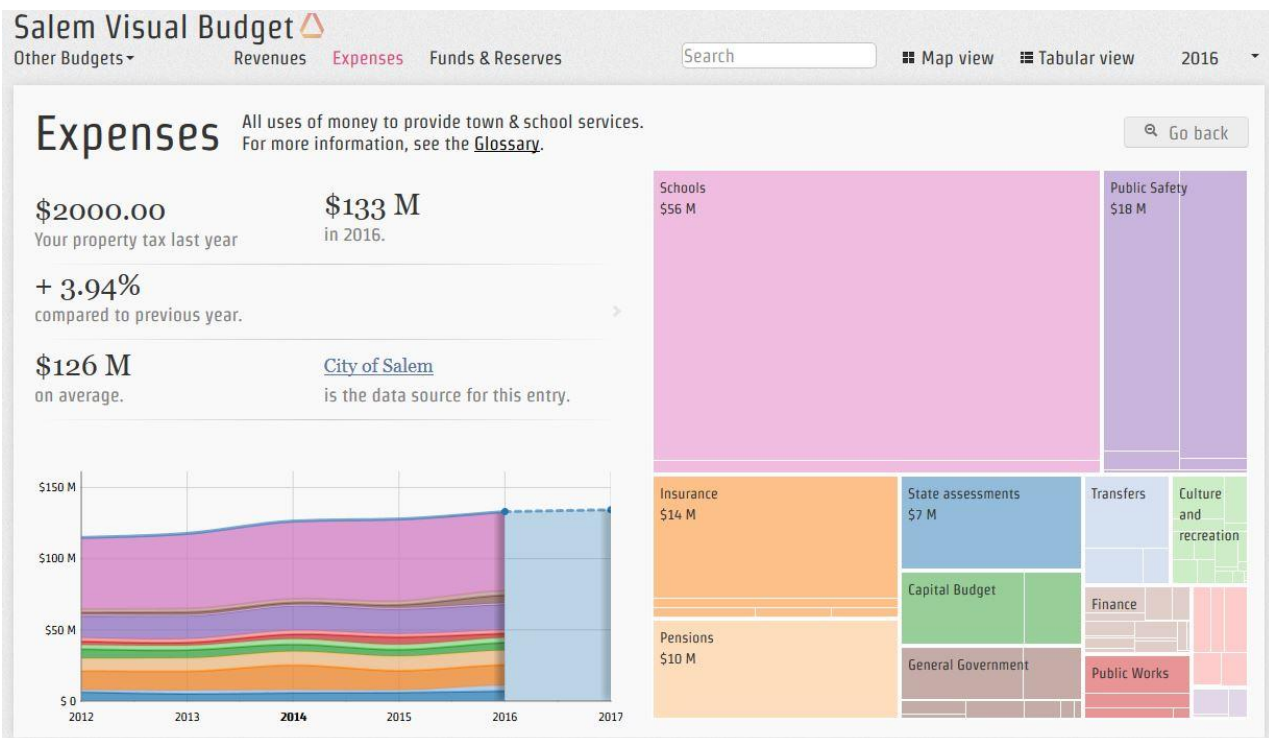 Salem Visual Budget
Other Budgets
Revenues
Expenses
Funds & Reserves
Search
Map view
Tabular view
2016
Expenses
All uses of money to provide town & school services.
For more information, see the Glossary.
Go back
$2000.00
Your property tax last year
$133 M
in 2016.
+ 3.94%
compared to previous year.
$126 M
on average.
City of Salem
is the data source for this entry.
$150 M
$100 M
$50 M
$0
2012
2013
2014
2015
2016
2017
Schools
$56 M
Public Safety
$18 M
Insurance
$14 M
State assessments
$7 M
Transfers
Culture
and
recreation
Capital Budget
Finance
Pensions
$10 M
General Government
Public Works